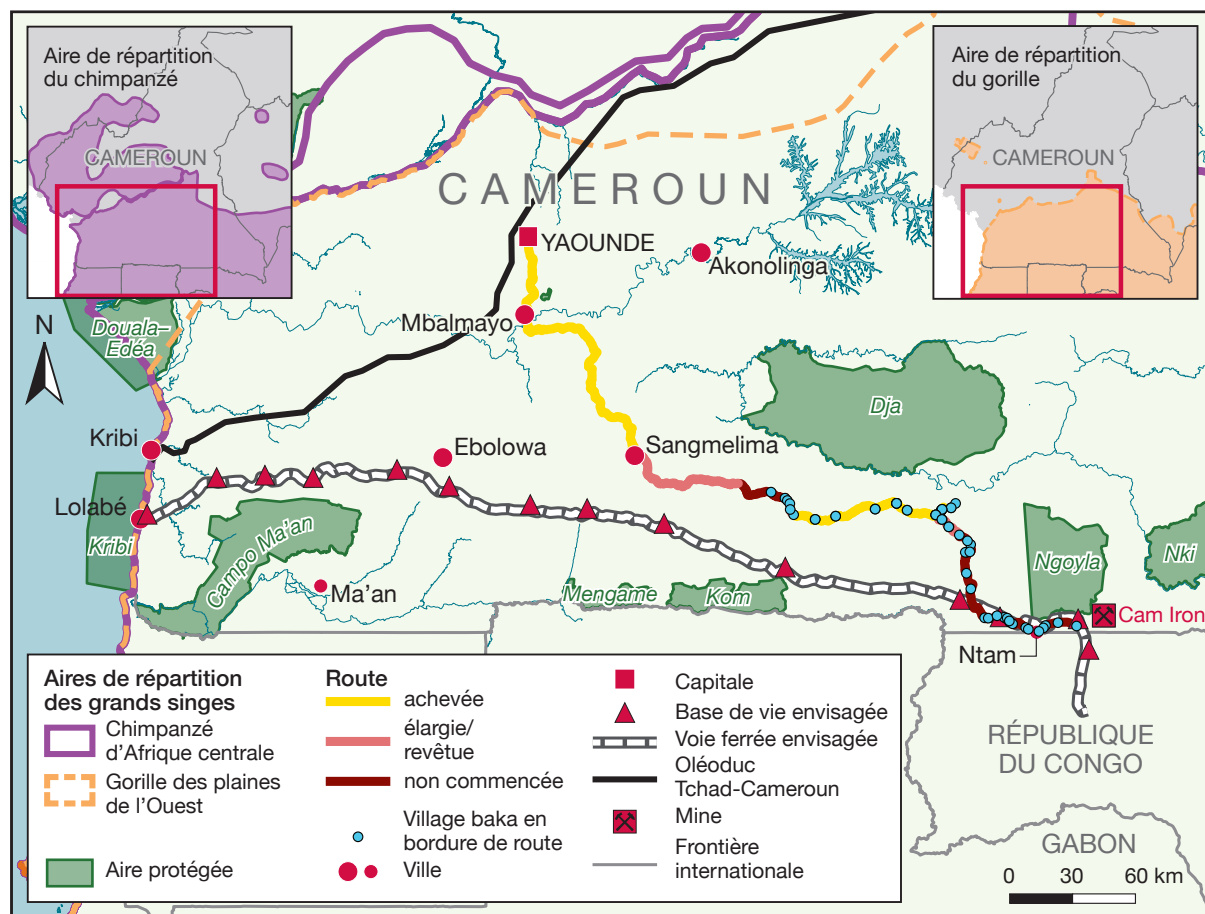 Aire de répartition
du chimpanzé
CAMEROUN
Aire de répartition
du gorille
CAMEROUN
CAMEROUN
YAOUNDE
Akonolinga
Mbalmayo
Douala–
Edéa
N
Dja
Kribi
Ebolowa
Sangmelima
Lolabé
Kribi
Campo Ma'an
Ma'an
Mengame
Kom
Ngoyla
Nki
Cam Iron
Ntam
RÉPUBLIQUE
DU CONGO
GABON
0 30 60 km
Aires de répartition
des grands singes
Chimpanzé
d'Afrique centrale
Gorille des plaines
de l'Ouest
Aire protégée
Route
achevée
élargie/
revêtue
non commencée
Village baka en
bordure de route
Ville
Capitale
Base de vie envisagée
Voie ferrée envisagée
Oléoduc
Tchad-Cameroun
Mine
Frontière
internationale